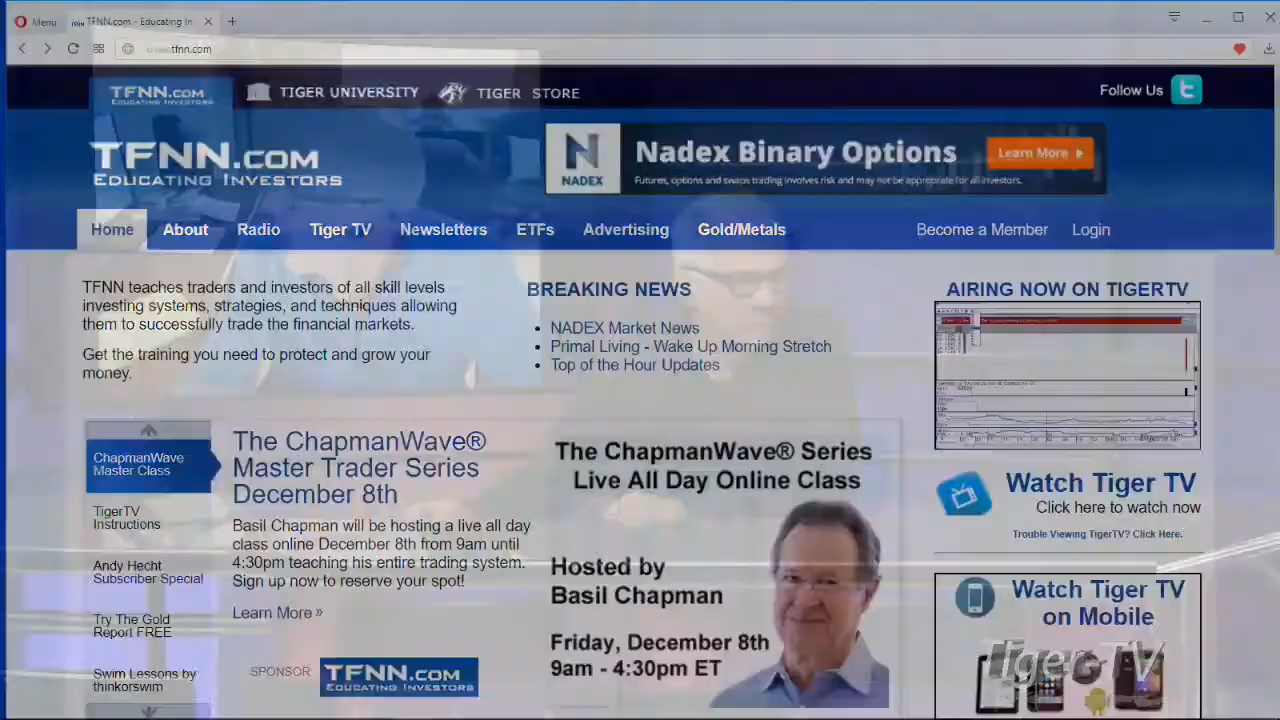 Menu
TFNN.com - Educating In
tfnn.com
TFNN.COM
EDUCATING INVESTORS
TIGER UNIVERSITY
TIGER STORE
Follow Us
TFNN.COM
EDUCATING INVESTORS
NADEX
Nadex Binary Options
Learn More
Futures, options and swaps trading involves risk and may not be appropriate for all investors.
Home
About
Radio
Tiger TV
Newsletters
ETFs
Advertising
Gold/Metals
Become a Member
Login
TFNN teaches traders and investors of all skill levels
investing systems, strategies, and techniques allowing
them to successfully trade the financial markets.
Get the training you need to protect and grow your
money.
BREAKING NEWS
NADEX Market News
Primal Living - Wake Up Morning Stretch
Top of the Hour Updates
AIRING NOW ON TIGERTV
ChapmanWave
Master Class
TigerTV
Instructions
Andy Hecht
Subscriber Special
Try The Gold
Report FREE
Swim Lessons by
thinkorswim
The ChapmanWave®
Master Trader Series
December 8th
Basil Chapman will be hosting a live all day
class online December 8th from 9am until
4:30pm teaching his entire trading system.
Sign up now to reserve your spot!
Learn More »
SPONSOR
TFNN.COM
EDUCATING INVESTORS
The ChapmanWave® Series
Live All Day Online Class
Hosted by
Basil Chapman
Friday, December 8th
9am - 4:30pm ET
Watch Tiger TV
Click here to watch now
Trouble Viewing TigerTV? Click Here.
Watch Tiger TV
on Mobile
Tiger TV